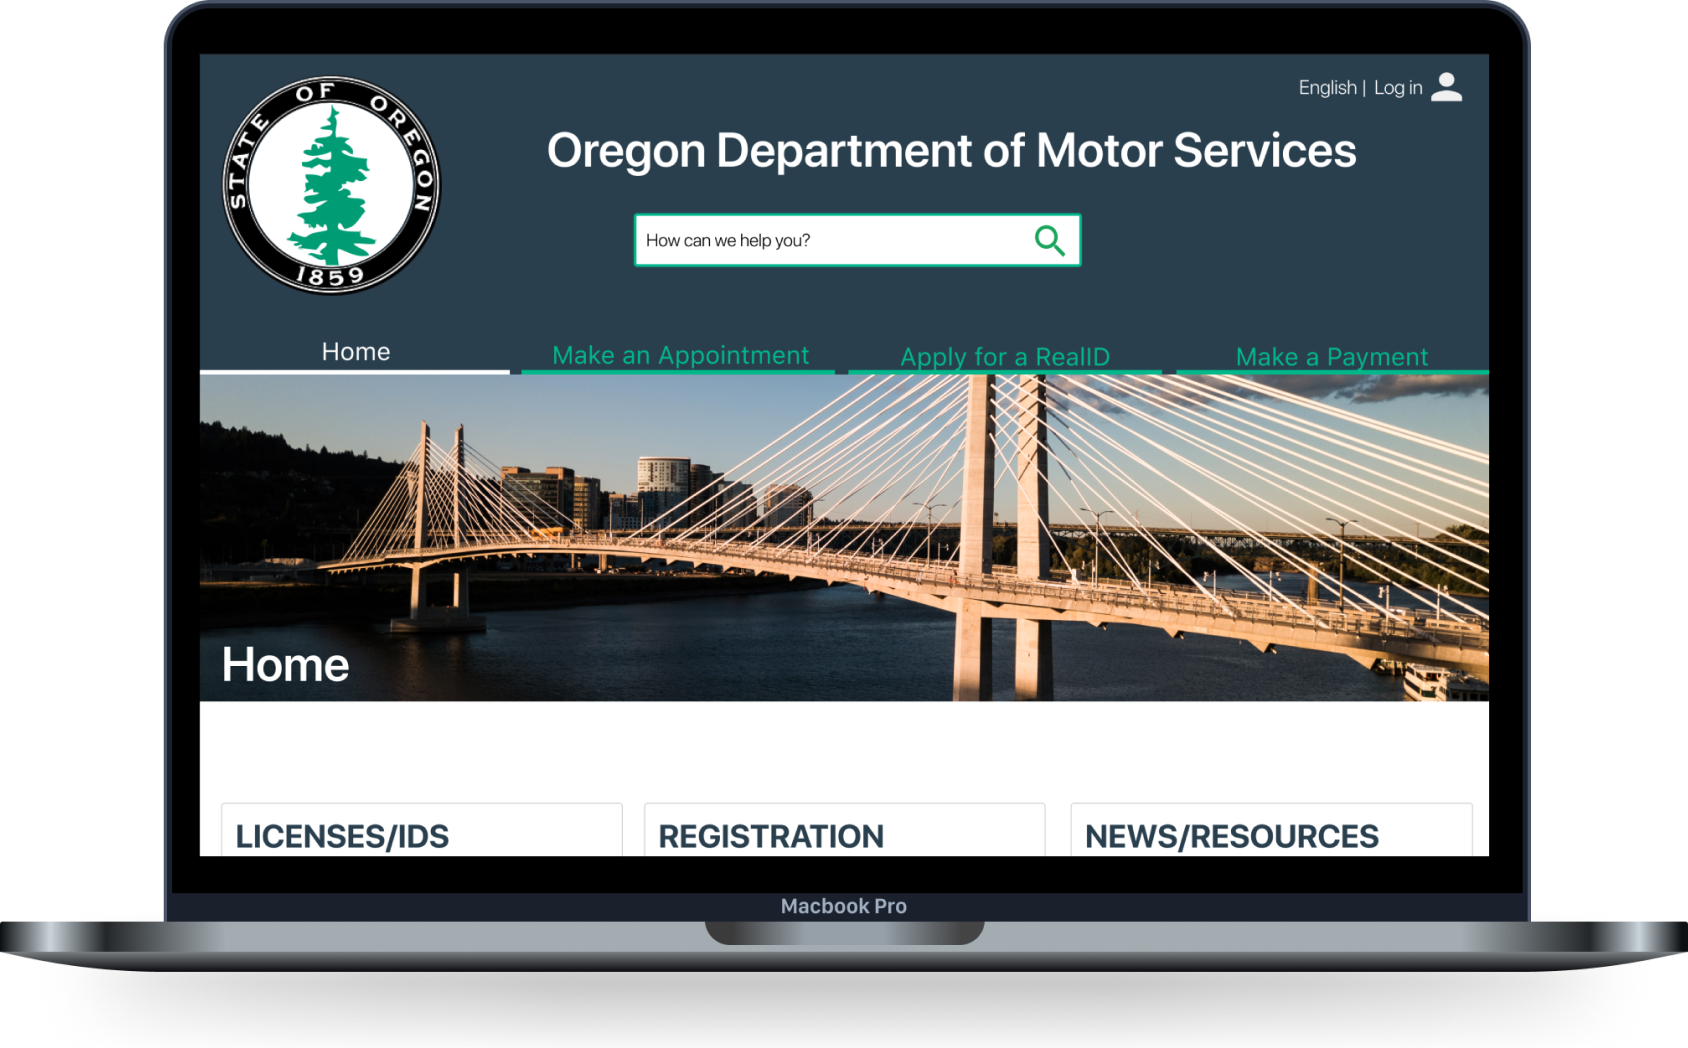 STATE OF OREGON
1859
English | Log in
Oregon Department of Motor Services
How can we help you?
Home
Make an Appointment
Apply for a RealID
Make a Payment
Home
LICENSES/IDS
REGISTRATION
NEWS/RESOURCES
Macbook Pro